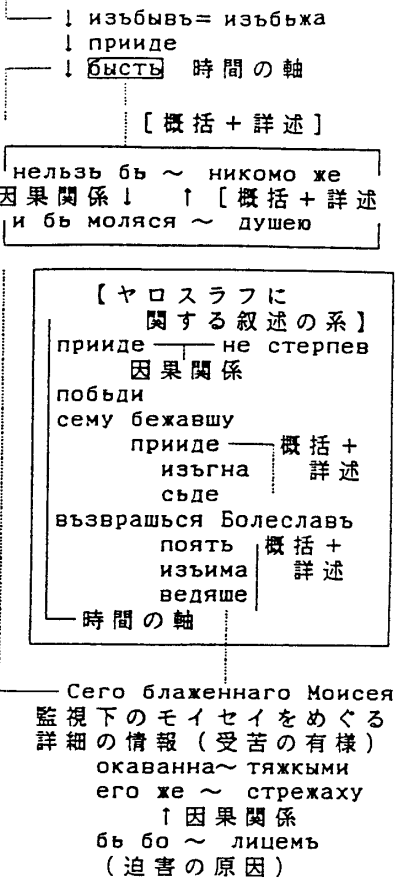 ↓ изъбывъ= изъбьжа
↓ прииде
↓ бысть 時間の軸
[概括+詳述]
нельзь бь ～ никомо же
因果関係↓ ↑ [概括+詳述
и бь моляся ～ душею
【ヤロスラフに
関する叙述の系】
прииде — не стерпев
因果関係
побьди
сему бежавшу
прииде — 概括+
изъгна 詳述
сьде
възврашься Болеславъ
поять 概括+
изъима 詳述
ведяше
時間の軸
Сего блаженнаго Моисея
監視下のモイセイをめぐる
詳細の情報(受苦の有様)
окаванна～ тяжкыми
его же ～ стрежаху
↑因果関係
бь бо ～ лицемь
(迫害の原因)